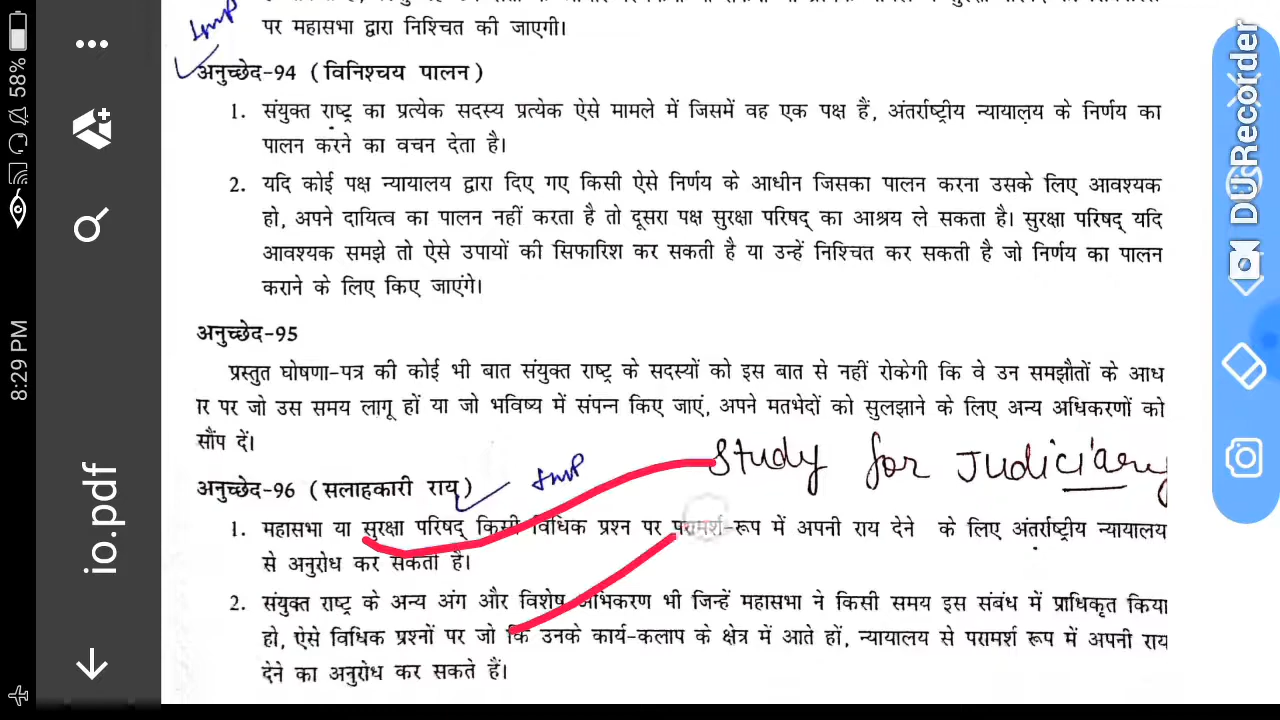 पर महासभा द्वारा निश्चित की जाएगी।
Imp
अनुच्छेद-94 (विनिश्चय पालन)
1. संयुक्त राष्ट्र का प्रत्येक सदस्य प्रत्येक ऐसे मामले में जिसमें वह एक पक्ष हैं, अंतर्राष्ट्रीय न्यायालय के निर्णय का
पालन करने का वचन देता है।
2. यदि कोई पक्ष न्यायालय द्वारा दिए गए किसी ऐसे निर्णय के आधीन जिसका पालन करना उसके लिए आवश्यक
हो, अपने दायित्व का पालन नहीं करता है तो दूसरा पक्ष सुरक्षा परिषद् का आश्रय ले सकता है। सुरक्षा परिषद् यदि
आवश्यक समझे तो ऐसे उपायों की सिफारिश कर सकती है या उन्हें निश्चित कर सकती है जो निर्णय का पालन
कराने के लिए किए जाएंगे।
अनुच्छेद-95
प्रस्तुत घोषणा-पत्र की कोई भी बात संयुक्त राष्ट्र के सदस्यों को इस बात से नहीं रोकेगी कि वे उन समझौतों के आध
ार पर जो उस समय लागू हों या जो भविष्य में संपन्न किए जाएं, अपने मतभेदों को सुलझाने के लिए अन्य अधिकरणों को
सौंप दें।
Study for Judiciary
अनुच्छेद-96 (सलाहकारी राय) Imp
1. महासभा या सुरक्षा परिषद् किसी विधिक प्रश्न पर परामर्श-रूप में अपनी राय देने के लिए अंतर्राष्ट्रीय न्यायालय
से अनुरोध कर सकती है।
2. संयुक्त राष्ट्र के अन्य अंग और विशेष अभिकरण भी जिन्हें महासभा ने किसी समय इस संबंध में प्राधिकृत किया
हो, ऐसे विधिक प्रश्नों पर जो कि उनके कार्य-कलाप के क्षेत्र में आते हों, न्यायालय से परामर्श रूप में अपनी राय
देने का अनुरोध कर सकते हैं।
58%
8:29 PM
io.pdf
DU Recorder